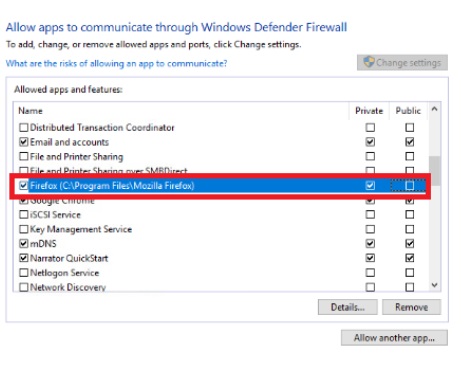 Allow apps to communicate through Windows Defender Firewall
To add, change, or remove allowed apps and ports, click Change settings.
What are the risks of allowing an app to communicate?
Change settings
Allowed apps and features:
Name Private Public
Distributed Transaction Coordinator
Email and accounts
File and Printer Sharing
File and Printer Sharing over SMBDirect
Firefox (C:\Program Files\Mozilla Firefox)
Google Chrome
iSCSI Service
Key Management Service
mDNS
Narrator QuickStart
Netlogon Service
Network Discovery
Details... Remove
Allow another app...